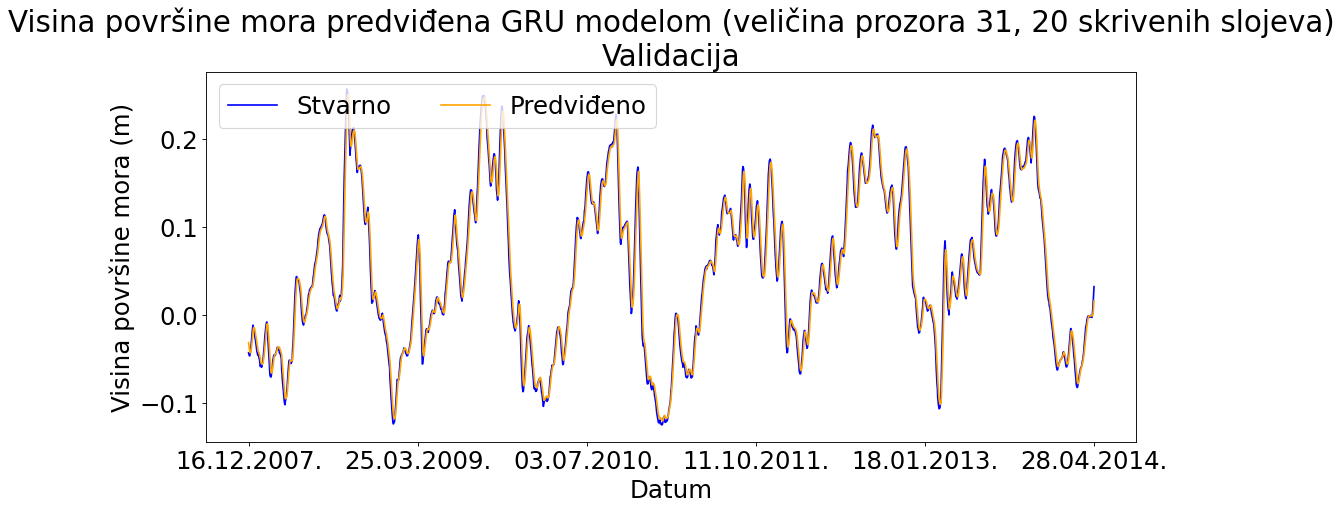 Visina površine mora predviđena GRU modelom (veličina prozora 31, 20 skrivenih slojeva)
Validacija
Stvarno Predviđeno
Visina površine mora (m)
0.2
0.1
0.0
−0.1
16.12.2007. 25.03.2009. 03.07.2010. 11.10.2011. 18.01.2013. 28.04.2014.
Datum